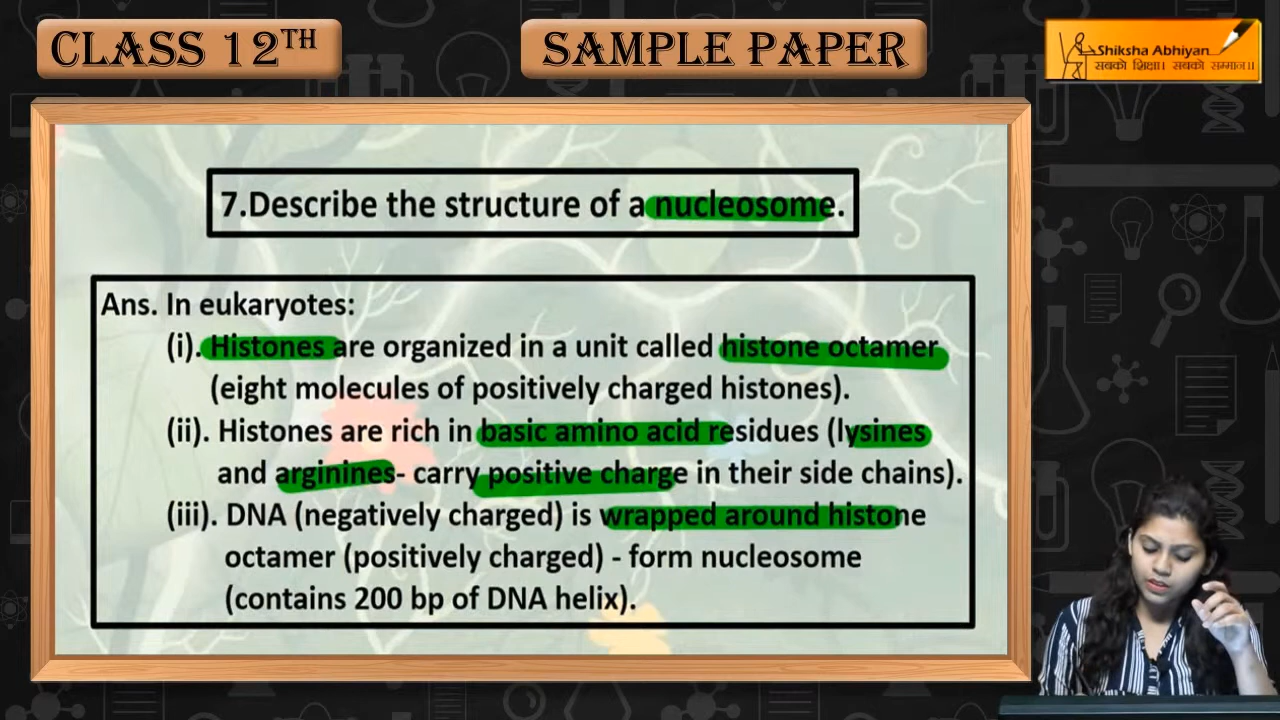 CLASS 12TH
SAMPLE PAPER
Shiksha Abhiyan
सबको शिक्षा। सबको सम्मान।।
7.Describe the structure of a nucleosome.
Ans. In eukaryotes:
(i). Histones are organized in a unit called histone octamer
(eight molecules of positively charged histones).
(ii). Histones are rich in basic amino acid residues (lysines
and arginines- carry positive charge in their side chains).
(iii). DNA (negatively charged) is wrapped around histone
octamer (positively charged) - form nucleosome
(contains 200 bp of DNA helix).